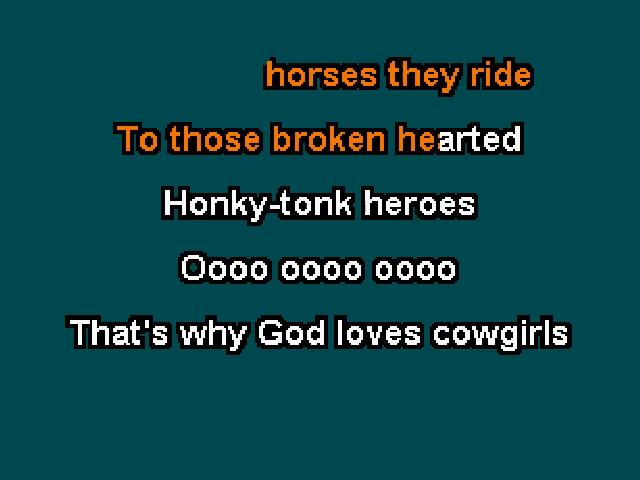 horses they ride
To those broken hearted
Honky-tonk heroes
Oooo oooo oooo
That's why God loves cowgirls